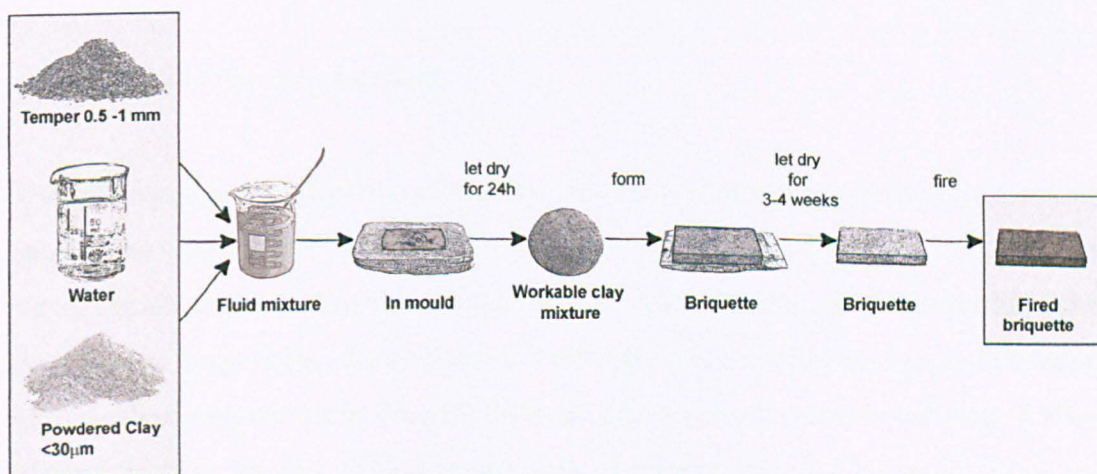 Temper 0.5 -1 mm
Water
Powdered Clay
<30μm
Fluid mixture
In mould
let dry
for 24h
Workable clay
mixture
form
Briquette
let dry
for
3-4 weeks
Briquette
fire
Fired
briquette